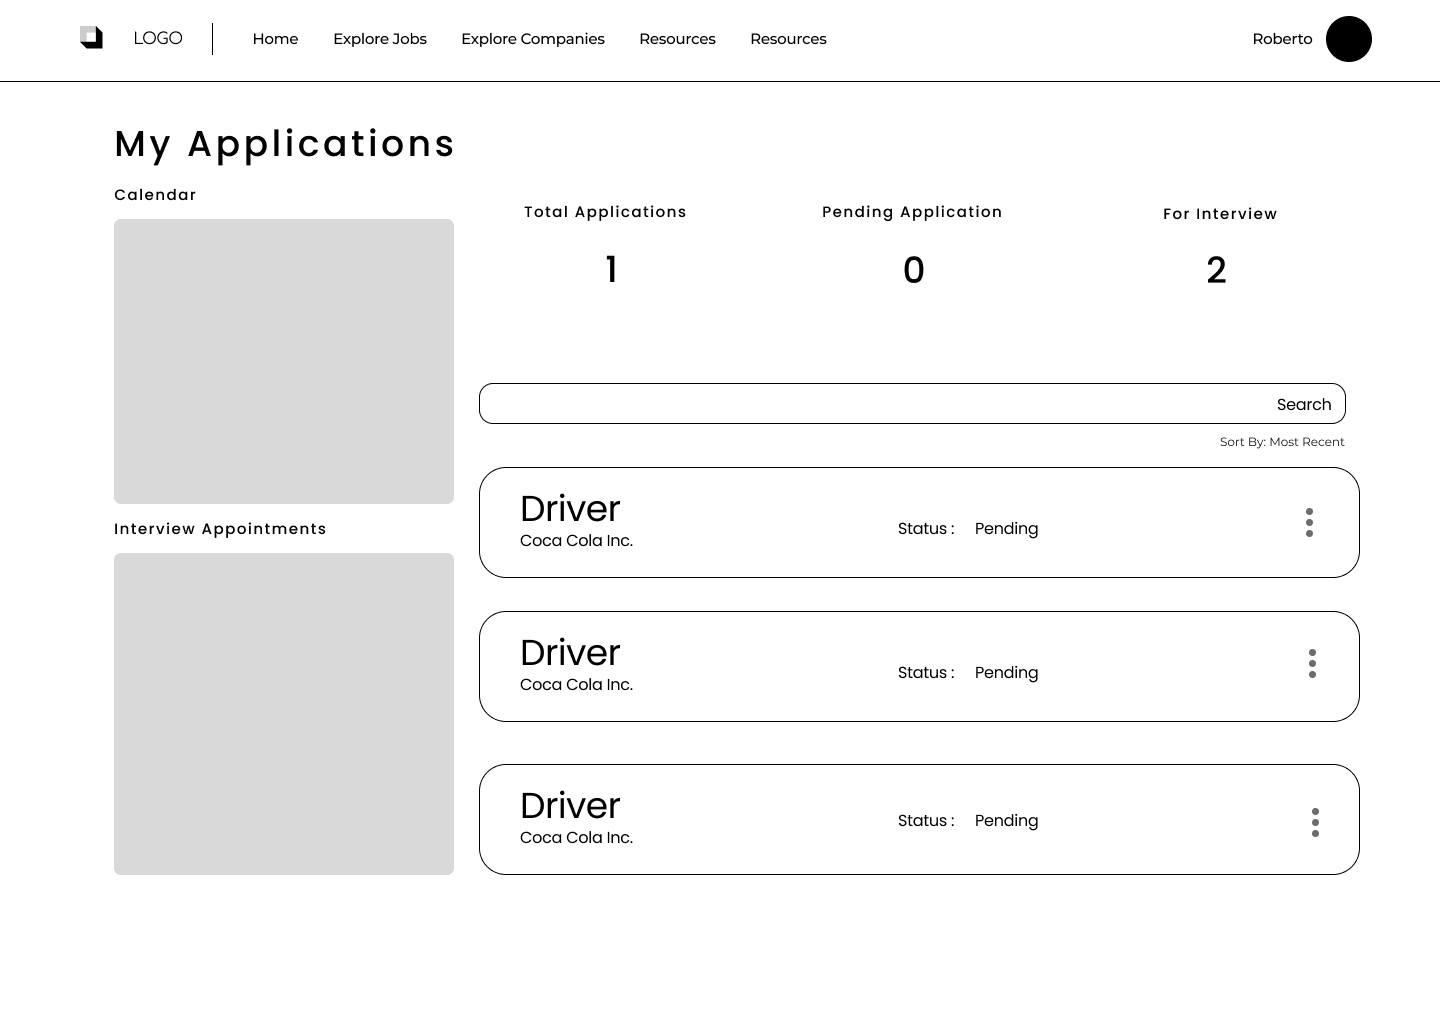 LOGO
Home Explore Jobs Explore Companies Resources Resources
Roberto
My Applications
Calendar
Interview Appointments
Total Applications Pending Application For Interview
1 0 2
Search
Sort By: Most Recent
Driver
Coca Cola Inc.
Status : Pending
Driver
Coca Cola Inc.
Status : Pending
Driver
Coca Cola Inc.
Status : Pending